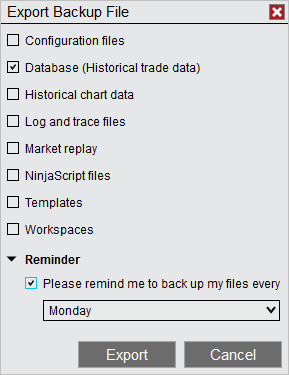 Export Backup File
Configuration files
Database (Historical trade data)
Historical chart data
Log and trace files
Market replay
NinjaScript files
Templates
Workspaces
Reminder
Please remind me to back up my files every
Monday
Export Cancel